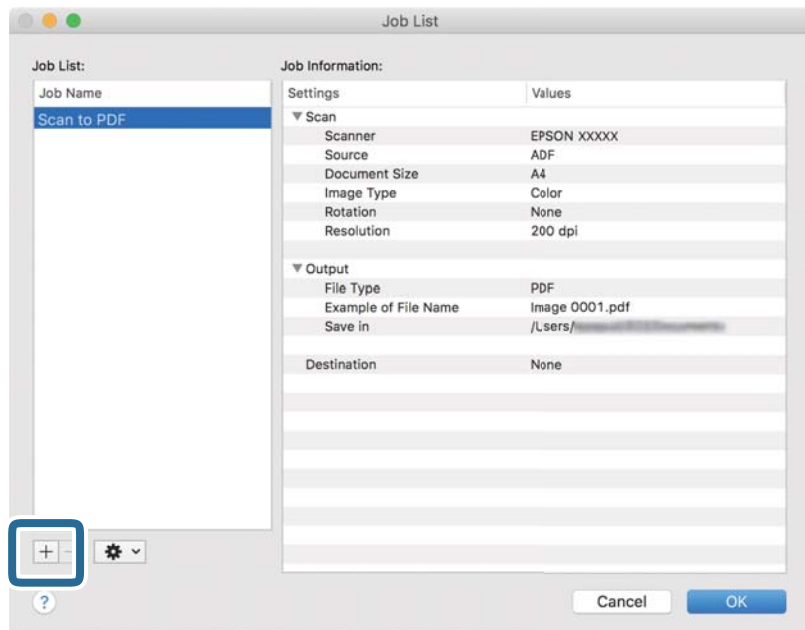 Job List
Job List:
Job Information:
Job Name
Scan to PDF
Settings Values
Scan
Scanner EPSON XXXXX
Source ADF
Document Size A4
Image Type Color
Rotation None
Resolution 200 dpi
Output
File Type PDF
Example of File Name Image 0001.pdf
Save in /Users/
Destination None
+ −
?
Cancel OK